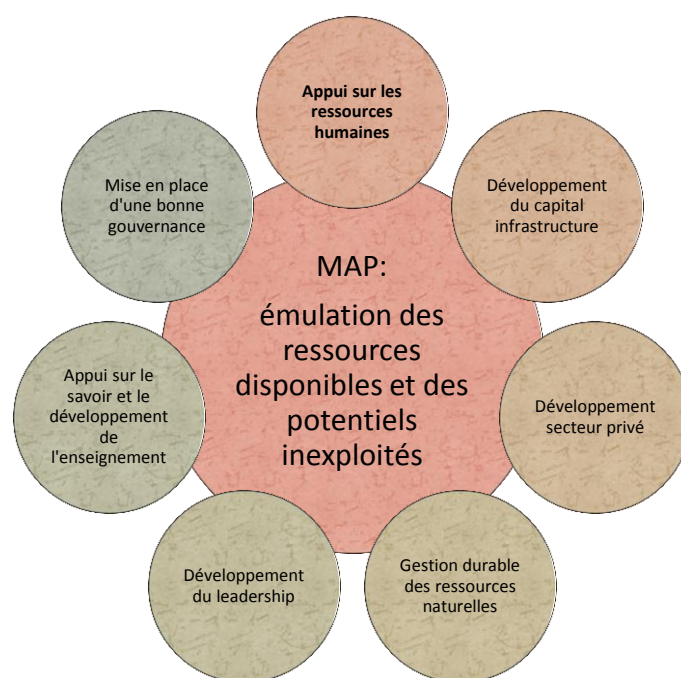 Appui sur les
ressources
humaines
Développement
du capital
infrastructure
Développement
secteur privé
Gestion durable
des ressources
naturelles
Développement
du leadership
Appui sur le
savoir et le
développement
de
l'enseignement
Mise en place
d'une bonne
gouvernance
MAP:
émulation des
ressources
disponibles et des
potentiels
inexploités